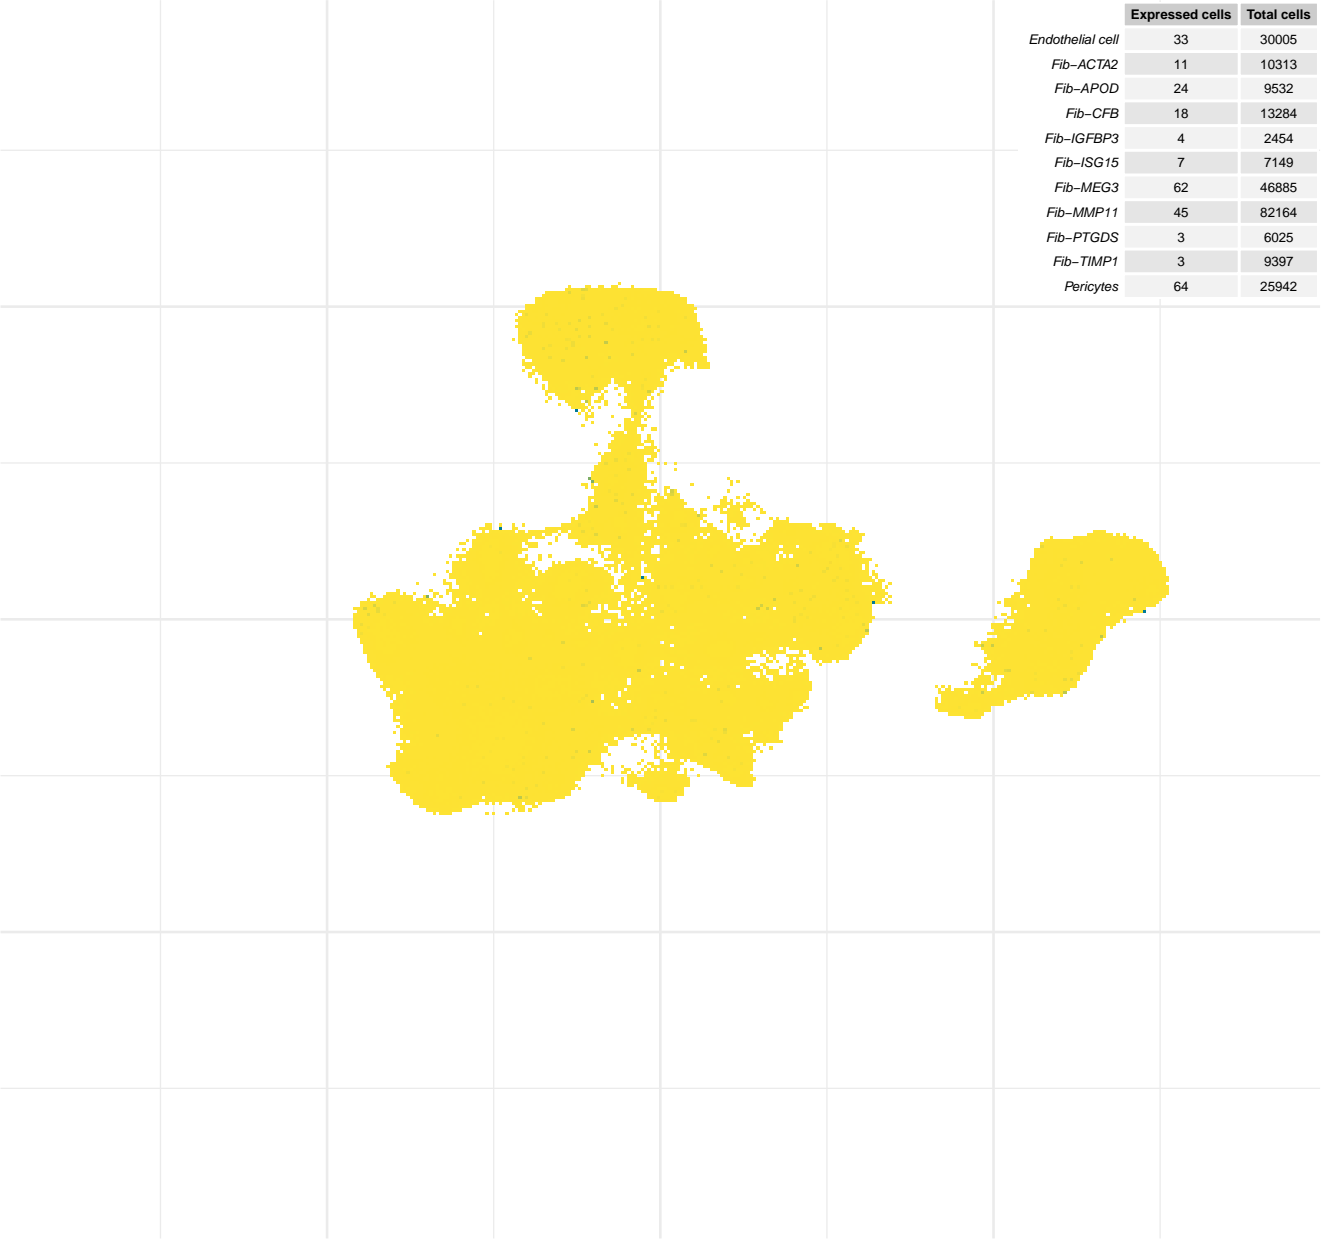 Expressed cells Total cells
Endothelial cell 33 30005
Fib−ACTA2 11 10313
Fib−APOD 24 9532
Fib−CFB 18 13284
Fib−IGFBP3 4 2454
Fib−ISG15 7 7149
Fib−MEG3 62 46885
Fib−MMP11 45 82164
Fib−PTGDS 3 6025
Fib−TIMP1 3 9397
Pericytes 64 25942